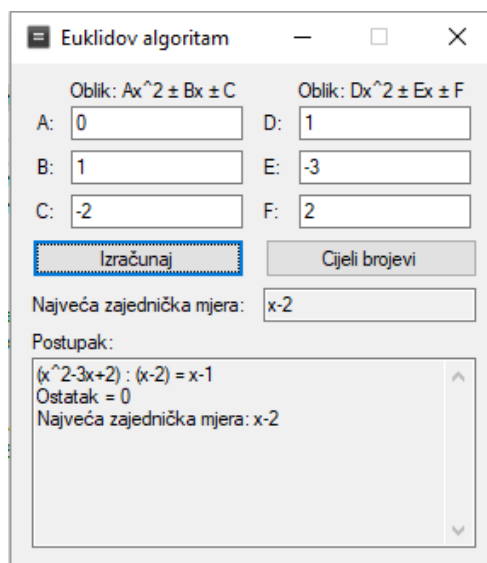 Euklidov algoritam
Oblik: Ax^2 ± Bx ± C Oblik: Dx^2 ± Ex ± F
A: 0 D: 1
B: 1 E: -3
C: -2 F: 2
Izračunaj Cijeli brojevi
Najveća zajednička mjera: x-2
Postupak:
(x^2-3x+2) : (x-2) = x-1
Ostatak = 0
Najveća zajednička mjera: x-2